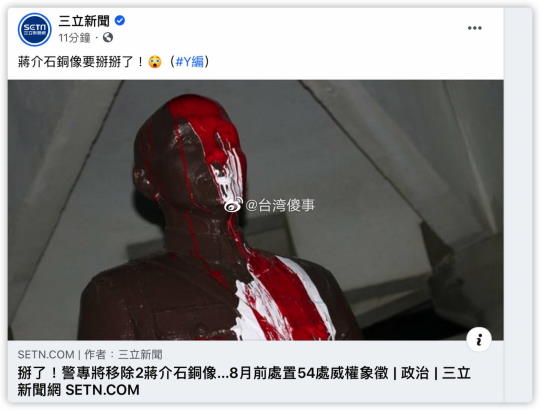 SETN
三立新聞網
三立新聞
11分鐘
蔣介石銅像要掰掰了！😵（#Y編）
@台湾傻事
SETN.COM | 作者：三立新聞
掰了！警專將移除2蔣介石銅像...8月前處置54處威權象徵 | 政治 | 三立
新聞網 SETN.COM